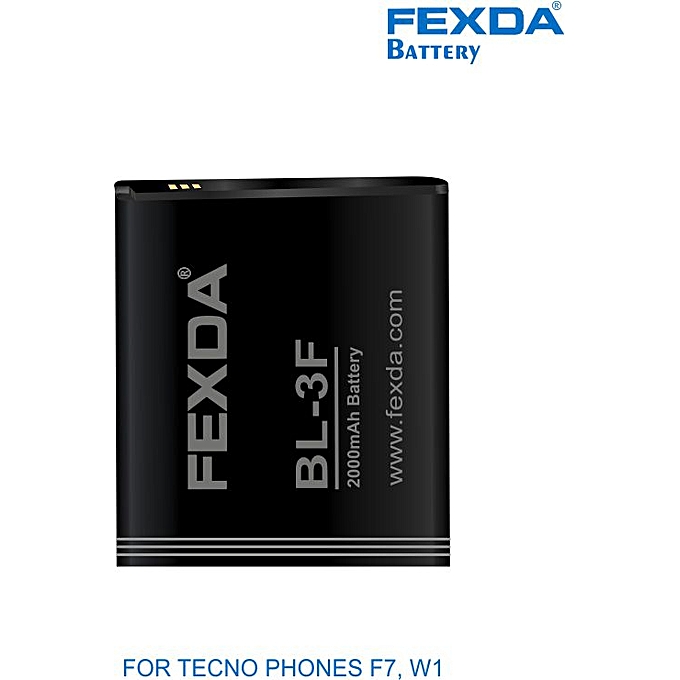 FEXDA®
BATTERY
FEXDA®
BL-3F
2000mAh Battery
www.fexda.com
FOR TECNO PHONES F7, W1